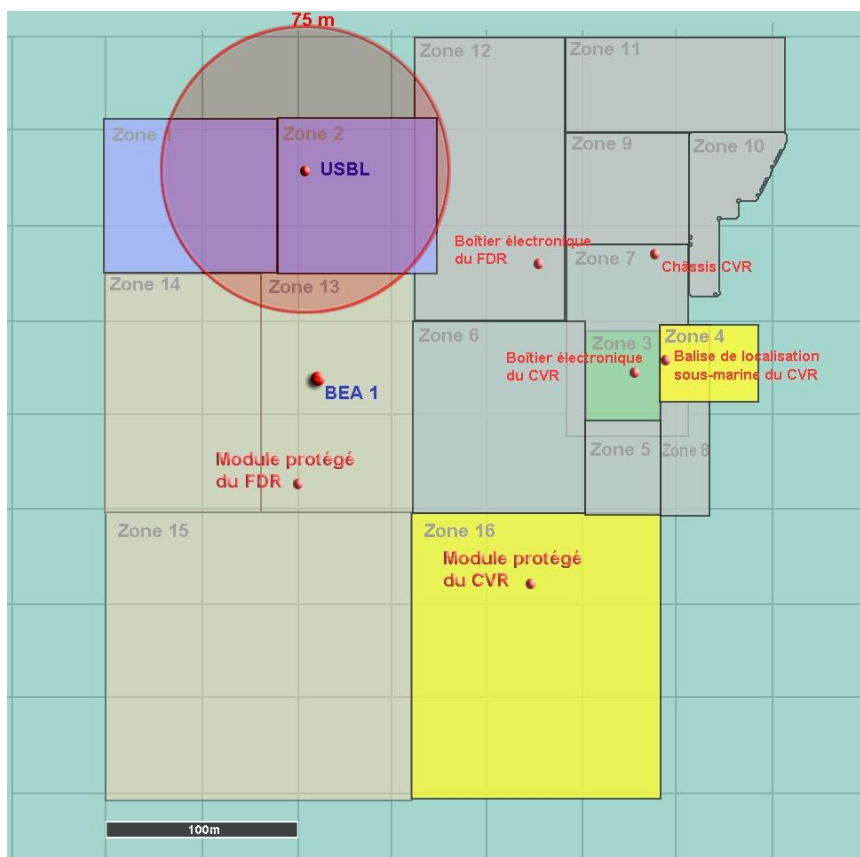 75 m
Zone 12
Zone 11
Zone 1
Zone 2
Zone 9
Zone 10
USBL
Boîtier électronique
du FDR
Zone 7
Châssis CVR
Zone 14
Zone 13
Zone 6
Zone 3
Zone 4
Boîtier électronique
du CVR
Balise de localisation
sous-marine du CVR
BEA 1
Module protégé
du FDR
Zone 5
Zone 8
Zone 15
Zone 16
Module protégé
du CVR
100m